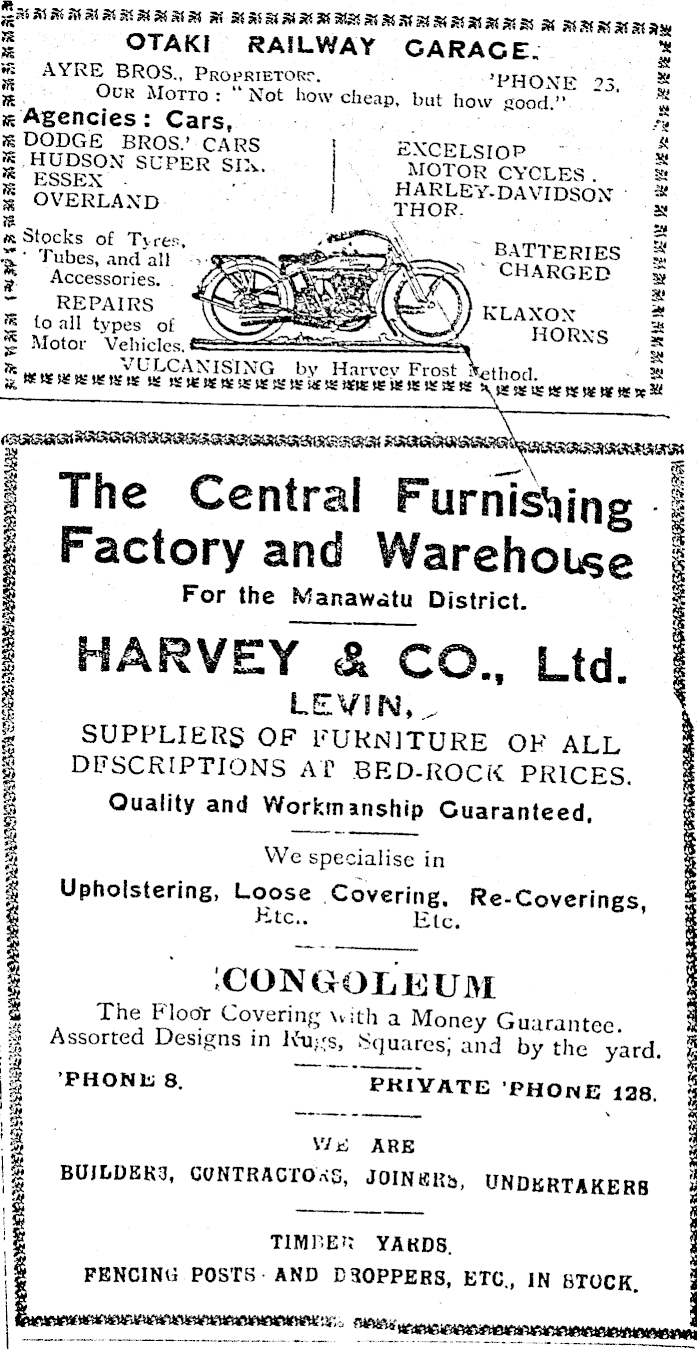 OTAKI RAILWAY GARAGE.
AYRE BROS., PROPRIETORS. 'PHONE 23.
OUR MOTTO: "Not how cheap, but how good."
Agencies: Cars,
DODGE BROS.' CARS
HUDSON SUPER SIX.
ESSEX
OVERLAND
EXCELSIOR
MOTOR CYCLES.
HARLEY-DAVIDSON
THOR.
Stocks of Tyres,
Tubes, and all
Accessories.
REPAIRS
to all types of
Motor Vehicles.
BATTERIES
CHARGED
KLAXON
HORNS
VULCANISING by Harvey Frost Method.
The Central Furnishing
Factory and Warehouse
For the Manawatu District.
HARVEY & CO., Ltd.
LEVIN,
SUPPLIERS OF FURNITURE OF ALL
DESCRIPTIONS AT BED-ROCK PRICES.
Quality and Workmanship Guaranteed.
We specialise in
Upholstering, Loose Covering, Re-Coverings,
Etc.. Etc.
CONGOLEUM
The Floor Covering with a Money Guarantee.
Assorted Designs in Rugs, Squares, and by the yard.
'PHONE 8. PRIVATE 'PHONE 128.
WE ARE
BUILDERS, CONTRACTORS, JOINERS, UNDERTAKERS
TIMBER YARDS.
FENCING POSTS AND DROPPERS, ETC., IN STOCK.